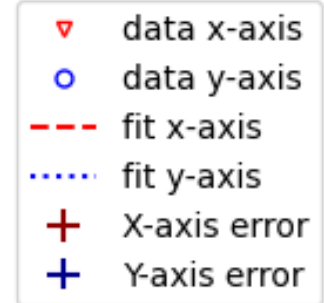 data x-axis
data y-axis
fit x-axis
fit y-axis
X-axis error
Y-axis error